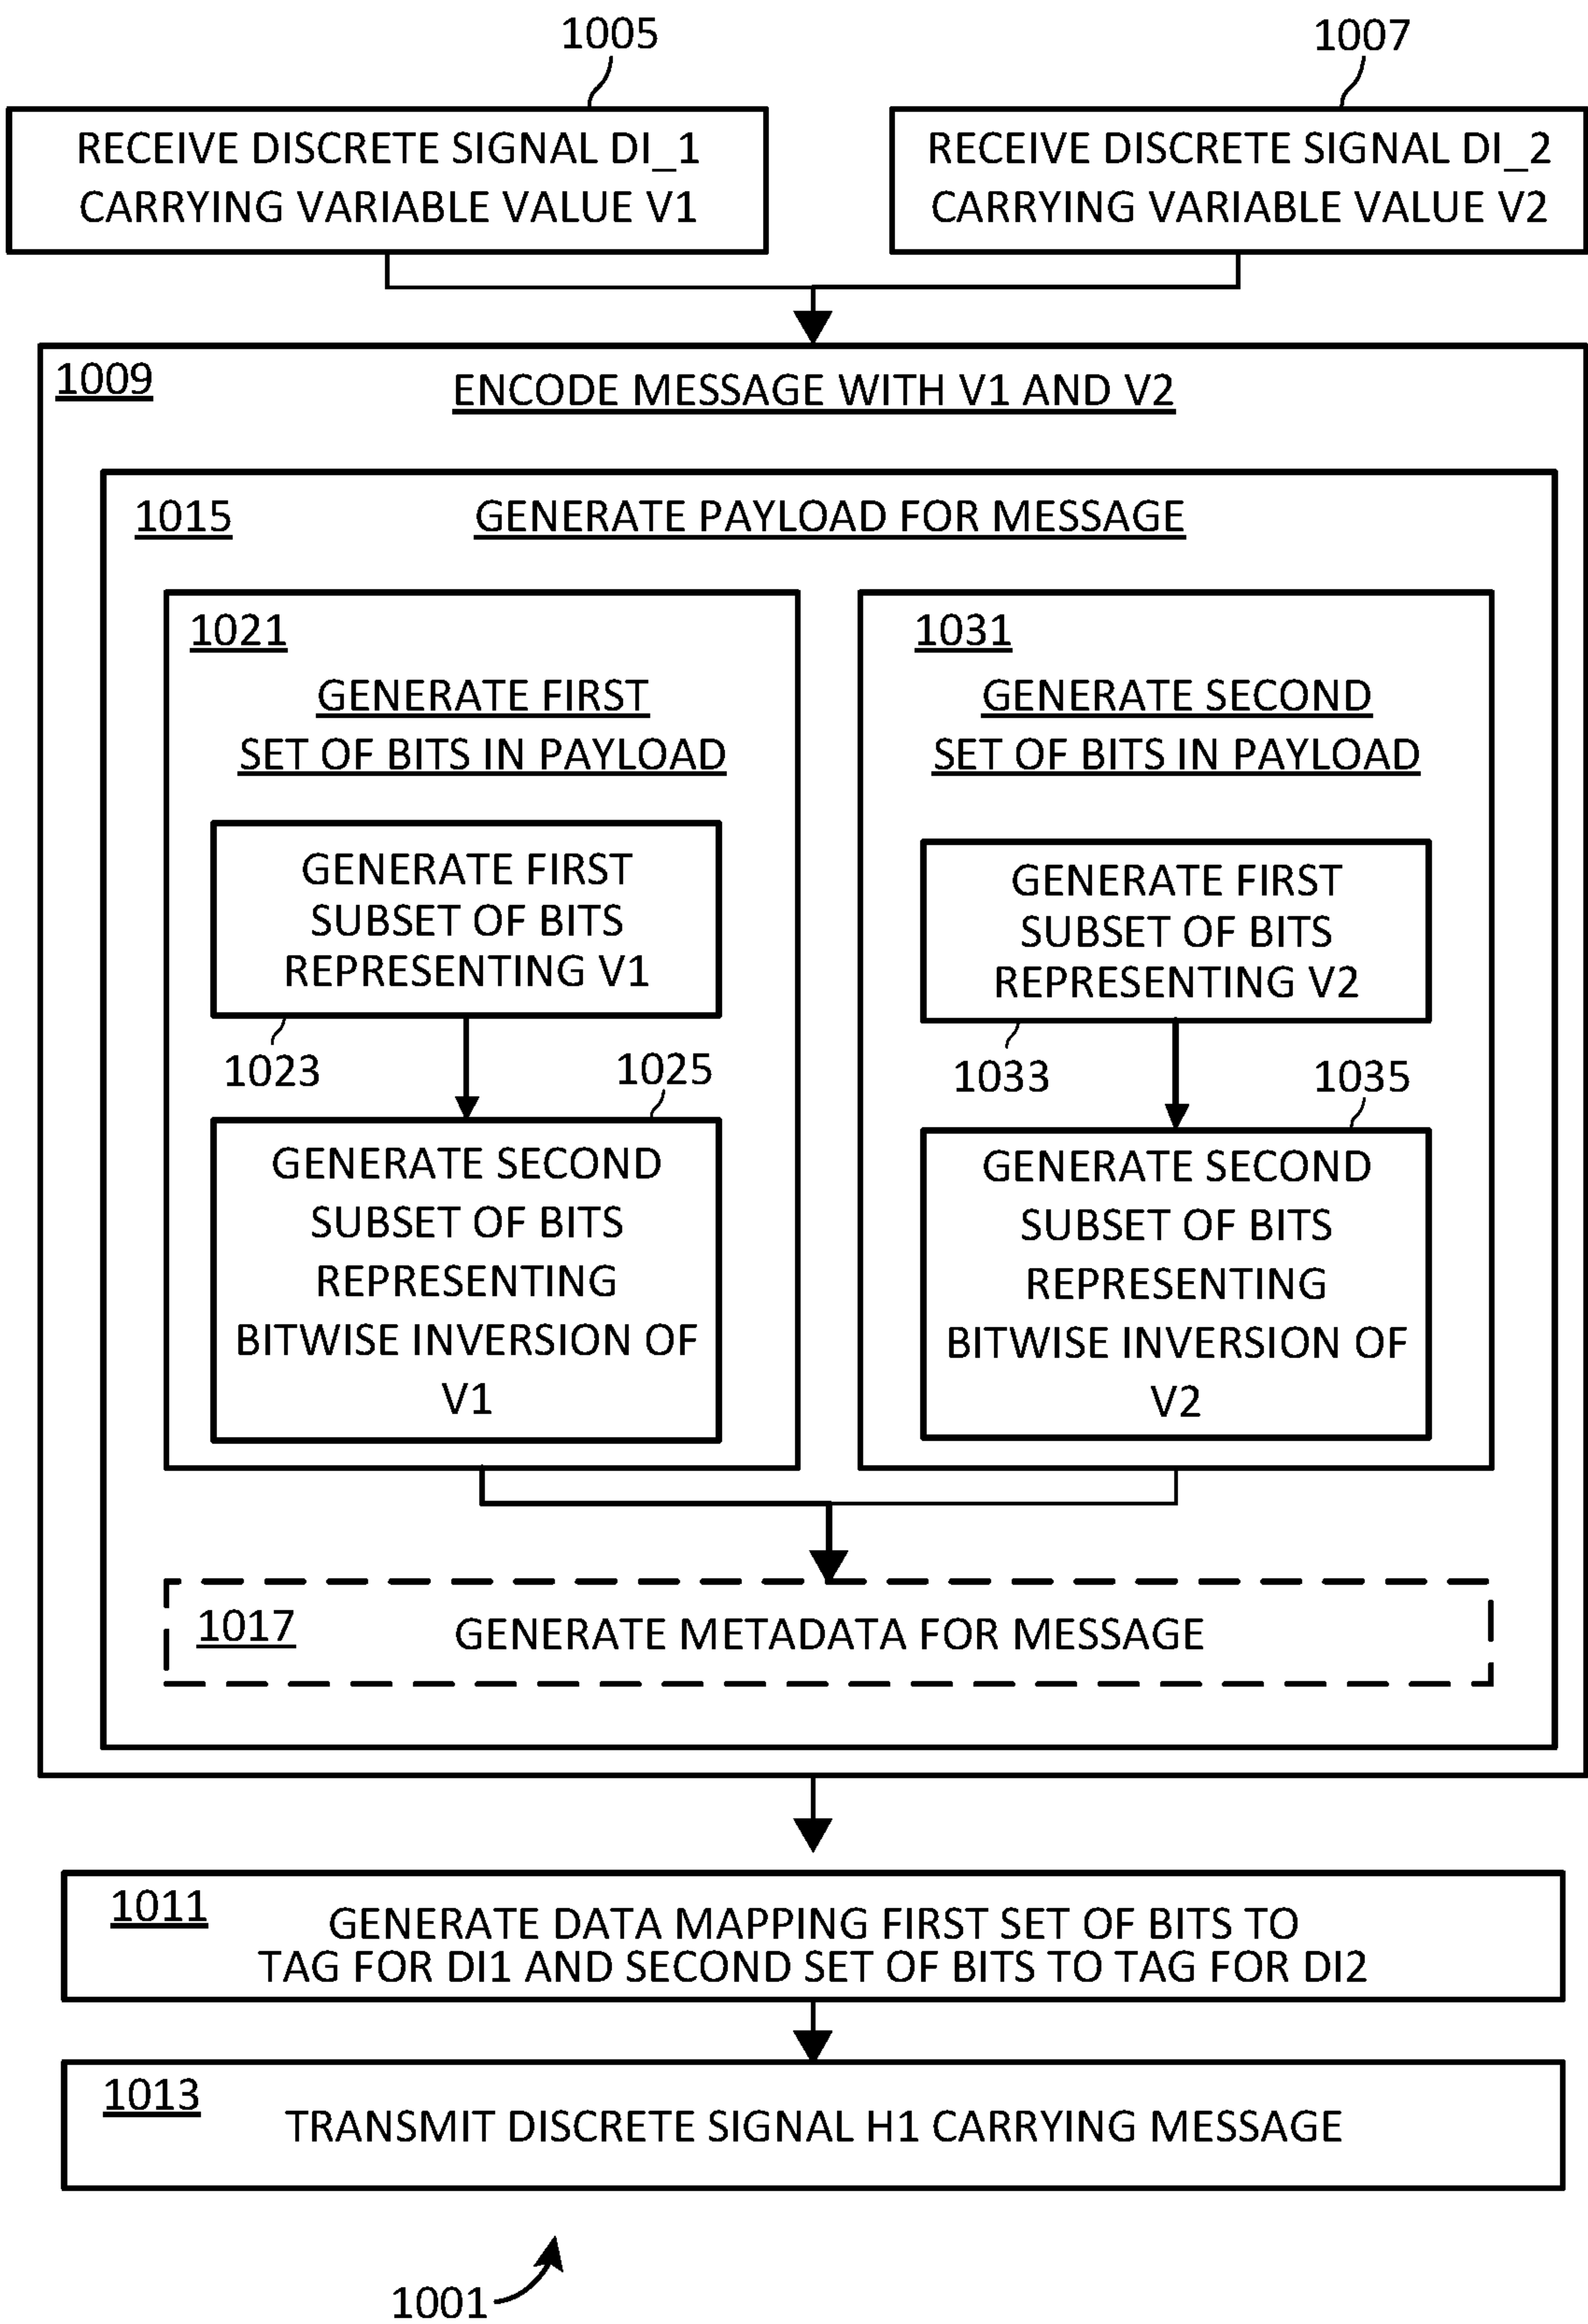 1005
1007
RECEIVE DISCRETE SIGNAL DI_1
CARRYING VARIABLE VALUE V1
RECEIVE DISCRETE SIGNAL DI_2
CARRYING VARIABLE VALUE V2
1009
ENCODE MESSAGE WITH V1 AND V2
1015
GENERATE PAYLOAD FOR MESSAGE
1021
GENERATE FIRST
SET OF BITS IN PAYLOAD
GENERATE FIRST
SUBSET OF BITS
REPRESENTING V1
1023
1025
GENERATE SECOND
SUBSET OF BITS
REPRESENTING
BITWISE INVERSION OF
V1
1031
GENERATE SECOND
SET OF BITS IN PAYLOAD
GENERATE FIRST
SUBSET OF BITS
REPRESENTING V2
1033
1035
GENERATE SECOND
SUBSET OF BITS
REPRESENTING
BITWISE INVERSION OF
V2
1017
GENERATE METADATA FOR MESSAGE
1011
GENERATE DATA MAPPING FIRST SET OF BITS TO
TAG FOR DI1 AND SECOND SET OF BITS TO TAG FOR DI2
1013
TRANSMIT DISCRETE SIGNAL H1 CARRYING MESSAGE
1001